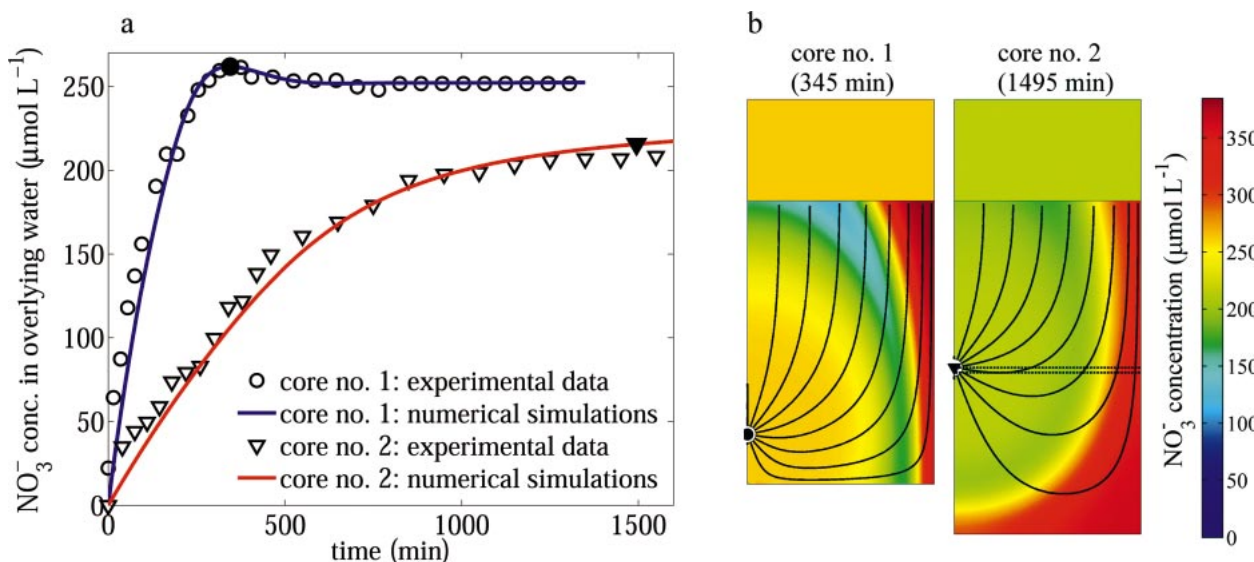 a
NO₃⁻ conc. in overlying water (µmol L⁻¹)
250
200
150
100
50
0
0 500 1000 1500
time (min)
core no. 1: experimental data
core no. 1: numerical simulations
core no. 2: experimental data
core no. 2: numerical simulations
b
core no. 1
(345 min)
core no. 2
(1495 min)
350
300
250
200
150
100
50
0
NO₃⁻ concentration (µmol L⁻¹)